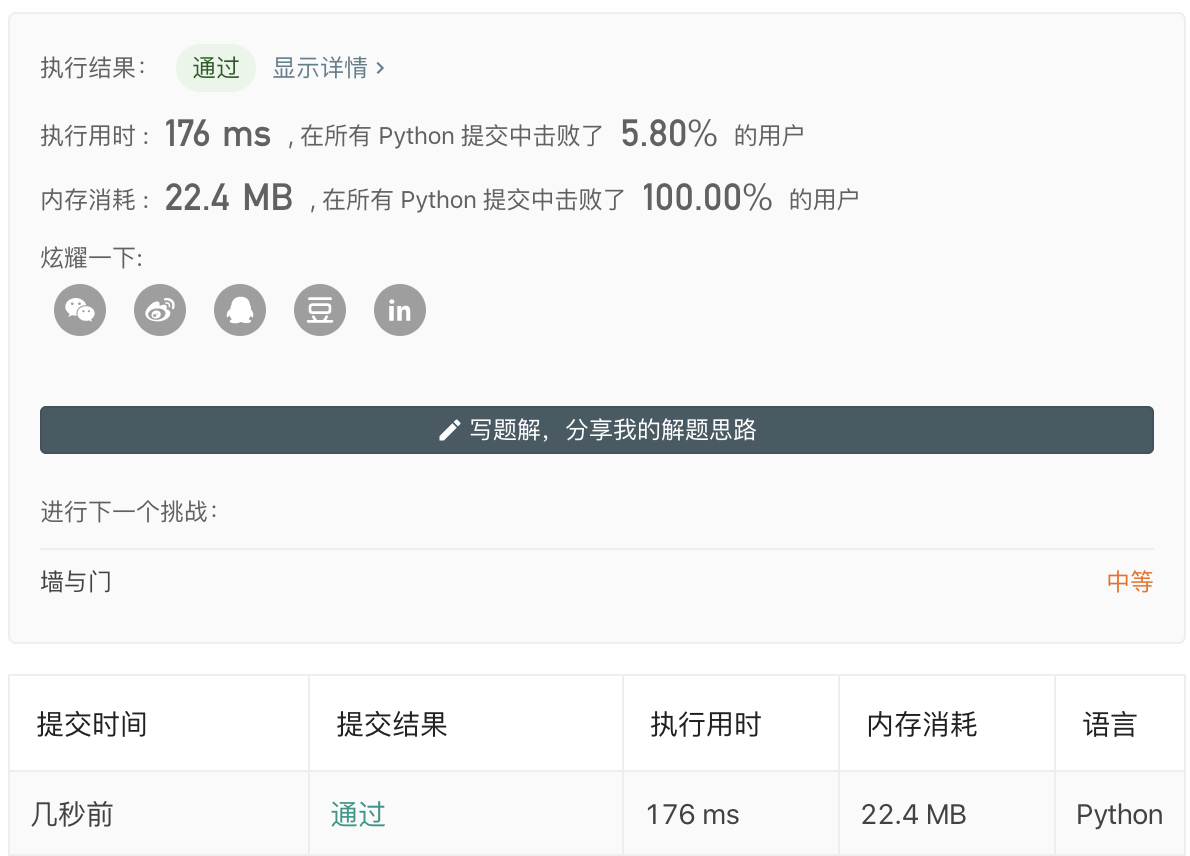 执行结果： 通过 显示详情 >
执行用时 : 176 ms , 在所有 Python 提交中击败了 5.80% 的用户
内存消耗 : 22.4 MB , 在所有 Python 提交中击败了 100.00% 的用户
炫耀一下:
豆 in
写题解，分享我的解题思路
进行下一个挑战：
墙与门 中等
提交时间 提交结果 执行用时 内存消耗 语言
几秒前 通过 176 ms 22.4 MB Python